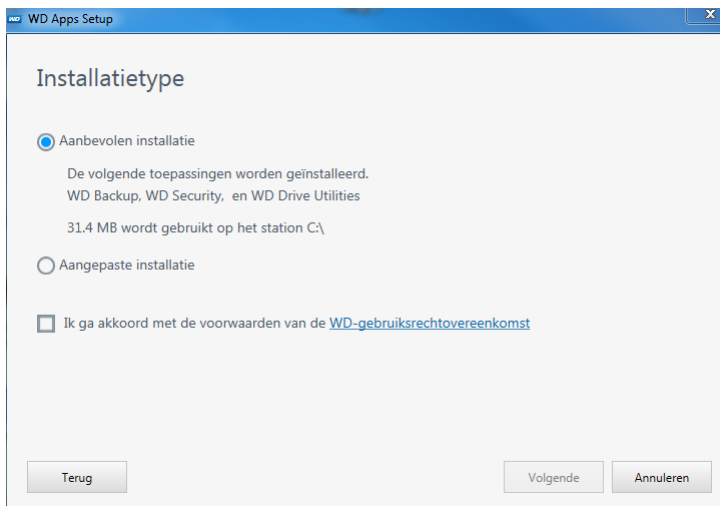 WD WD Apps Setup X
Installatietype
Aanbevolen installatie
De volgende toepassingen worden geïnstalleerd.
WD Backup, WD Security, en WD Drive Utilities
31.4 MB wordt gebruikt op het station C:\
Aangepaste installatie
Ik ga akkoord met de voorwaarden van de WD-gebruiksrechtovereenkomst
Terug Volgende Annuleren